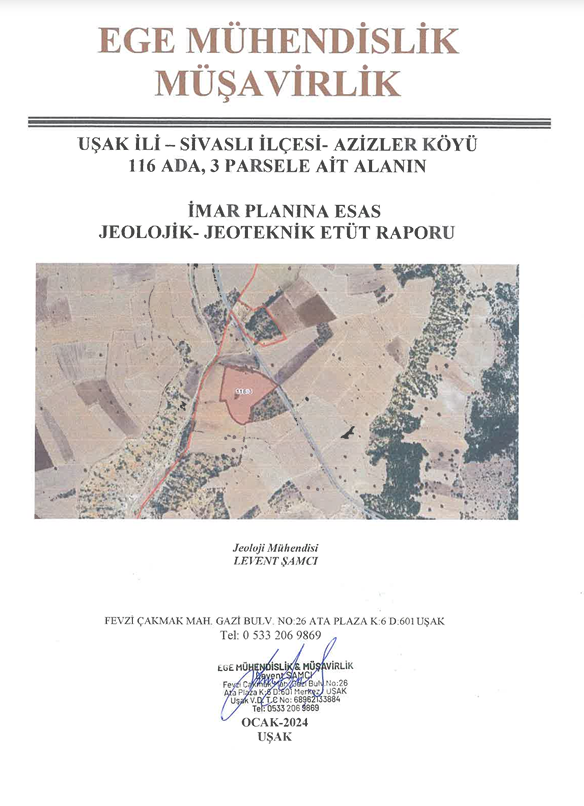 EGE MÜHENDİSLİK
MÜŞAVİRLİK
UŞAK İLİ – SİVASLI İLÇESİ- AZİZLER KÖYÜ
116 ADA, 3 PARSELE AİT ALANIN
İMAR PLANINA ESAS
JEOLOJİK- JEOTEKNİK ETÜT RAPORU
Jeoloji Mühendisi
LEVENT ŞAMCI
FEVZİ ÇAKMAK MAH. GAZİ BULV. NO:26 ATA PLAZA K:6 D:601 UŞAK
Tel: 0 533 206 9869
EGE MÜHENDİSLİK & MÜŞAVİRLİK
Levent ŞAMCI
Fevzi Çakmak Mah. Gazi Bulv. No:26
Ata Plaza K:6 D:601 Merkez / UŞAK
Uşak V.D. T.C No: 68962133884
Tel: 0533 206 9869
OCAK-2024
UŞAK